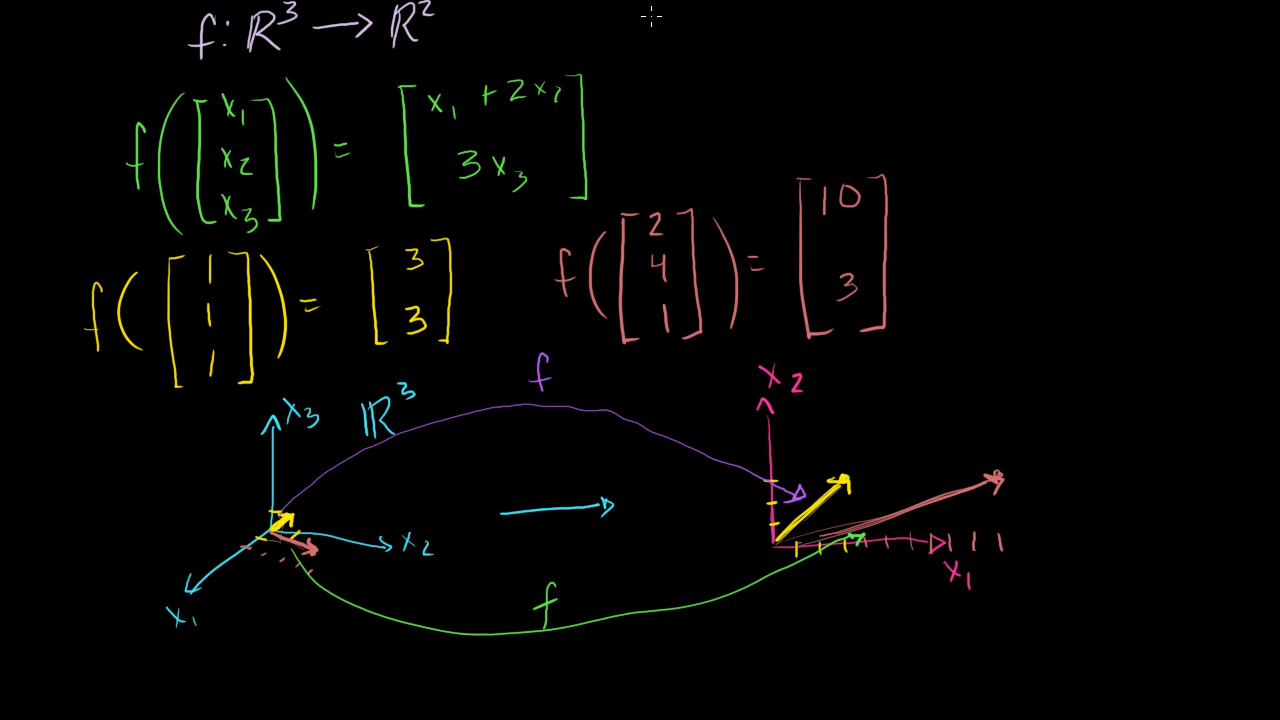 f: ℝ³ → ℝ²
f([x₁ x₂ x₃]) = [x₁ + 2x₂ 3x₃]
f([1 1 1]) = [3 3]
f([2 4 1]) = [10 3]
f
x₃ ℝ³
x₂
x₂
x₁
x₁
f